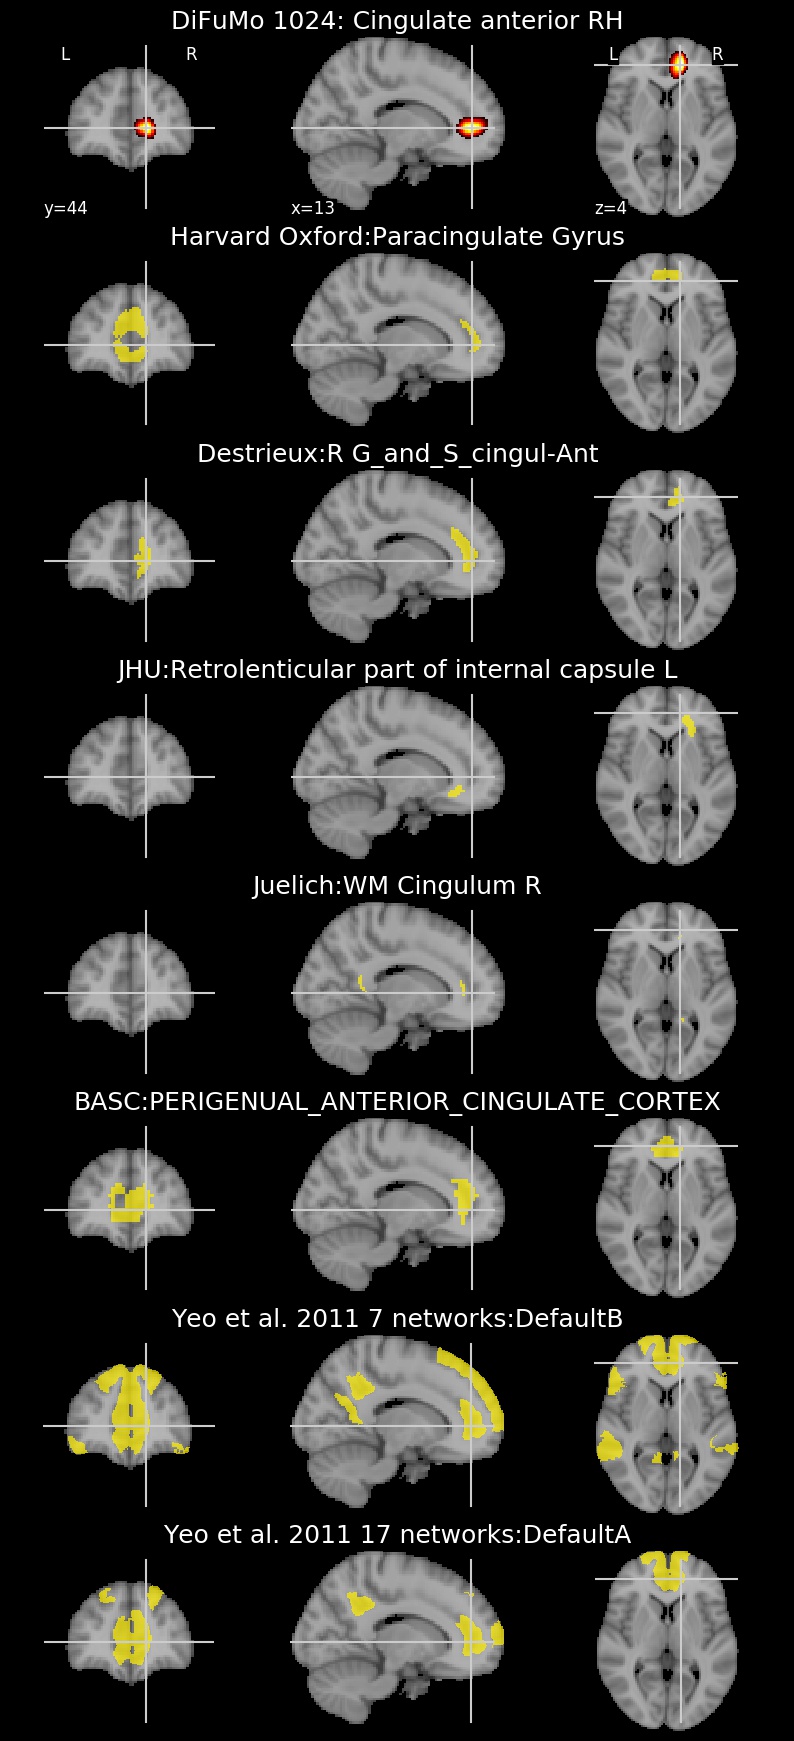 DiFuMo 1024: Cingulate anterior RH
L R L R
y=44 x=13 z=4
Harvard Oxford:Paracingulate Gyrus
Destrieux:R G_and_S_cingul-Ant
JHU:Retrolenticular part of internal capsule L
Juelich:WM Cingulum R
BASC:PERIGENUAL_ANTERIOR_CINGULATE_CORTEX
Yeo et al. 2011 7 networks:DefaultB
Yeo et al. 2011 17 networks:DefaultA